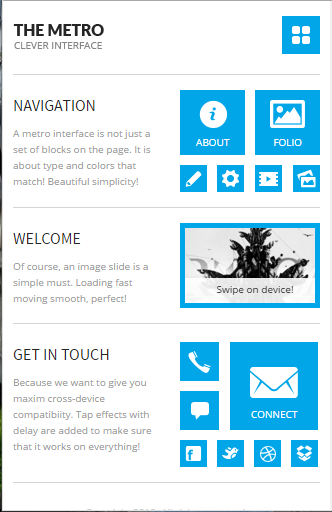 THE METRO
CLEVER INTERFACE
NAVIGATION
A metro interface is not just a
set of blocks on the page. It is
about type and colors that
match! Beautiful simplicity!
ABOUT
FOLIO
WELCOME
Of course, an image slide is a
simple must. Loading fast
moving smooth, perfect!
Swipe on device!
GET IN TOUCH
Because we want to give you
maxim cross-device
compatibiity. Tap effects with
delay are added to make sure
that it works on everything!
CONNECT